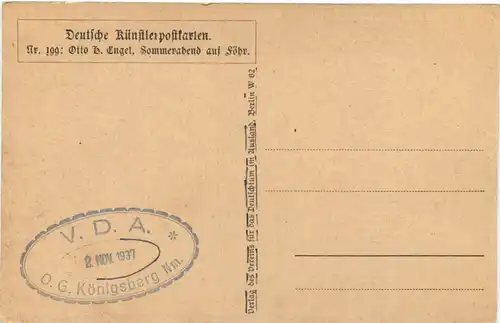 Deutsche Künstlerpostkarten.
Nr. 199: Otto H. Engel, Sommerabend auf Föhr.
Verlag des Vereins für das Deutschtum im Ausland, Berlin W 62
V. D. A. *
2. NOV. 1937
O. G. Königsberg Nm.